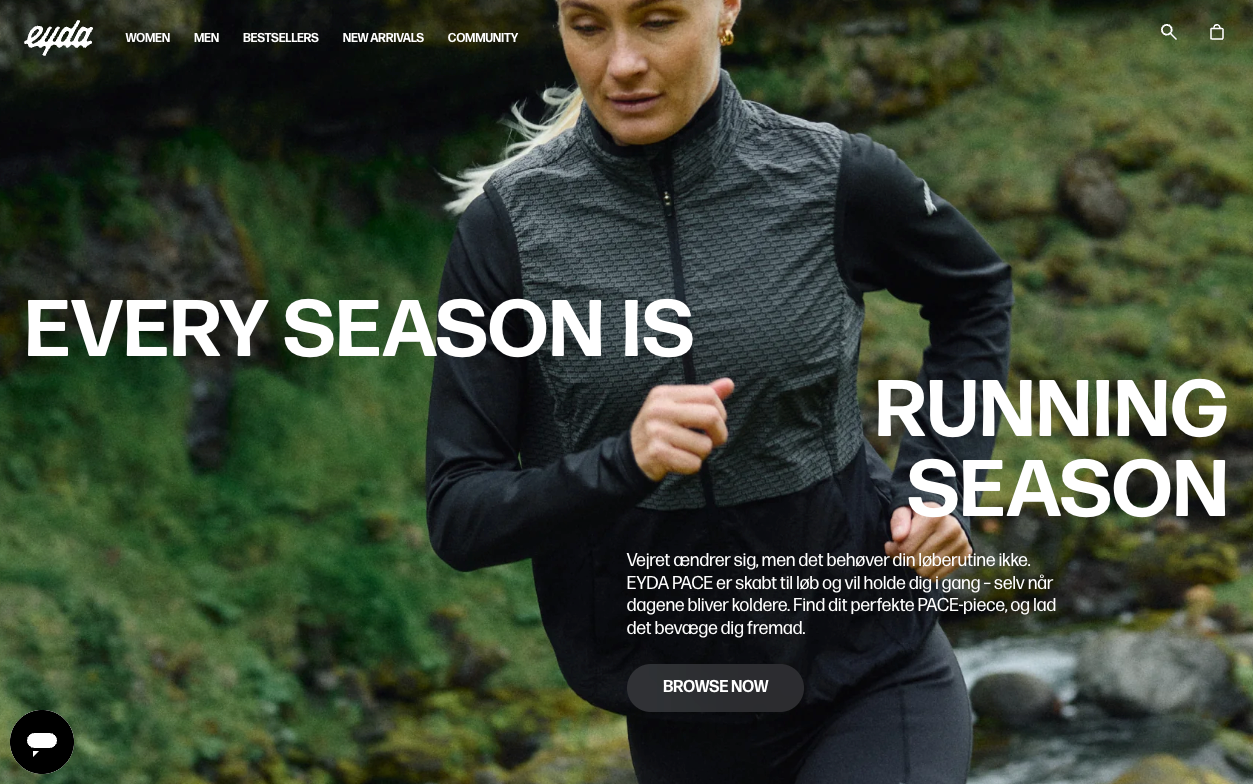 eyda
WOMEN
MEN
BESTSELLERS
NEW ARRIVALS
COMMUNITY
EVERY SEASON IS
RUNNING
SEASON
Vejret ændrer sig, men det behøver din løberutine ikke.
EYDA PACE er skabt til løb og vil holde dig i gang – selv når
dagene bliver koldere. Find dit perfekte PACE-piece, og lad
det bevæge dig fremad.
BROWSE NOW